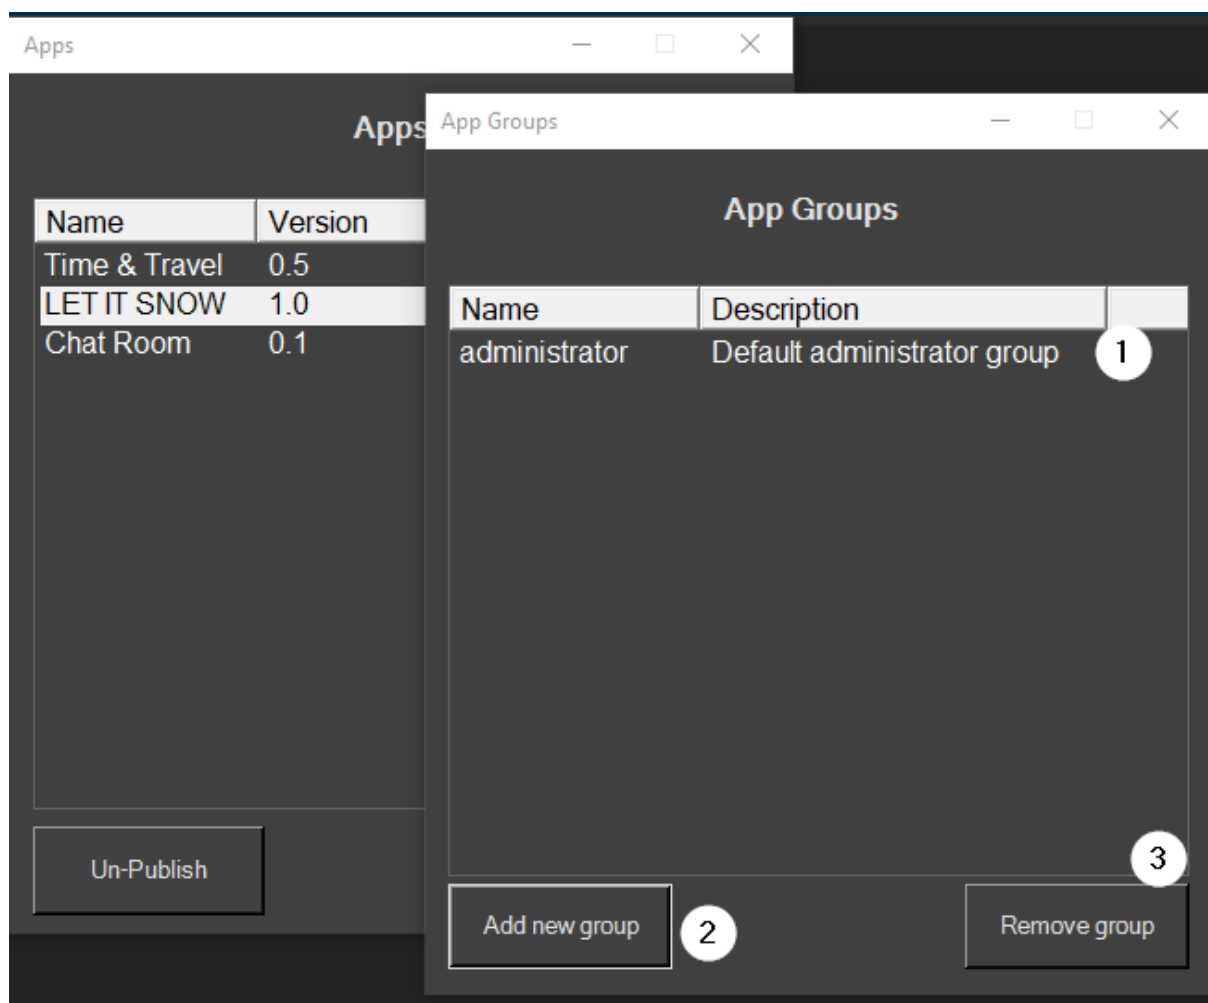 Apps
Apps
Name Version
Time & Travel 0.5
LET IT SNOW 1.0
Chat Room 0.1
Un-Publish
App Groups
App Groups
Name Description
administrator Default administrator group 1
3
Add new group 2 Remove group